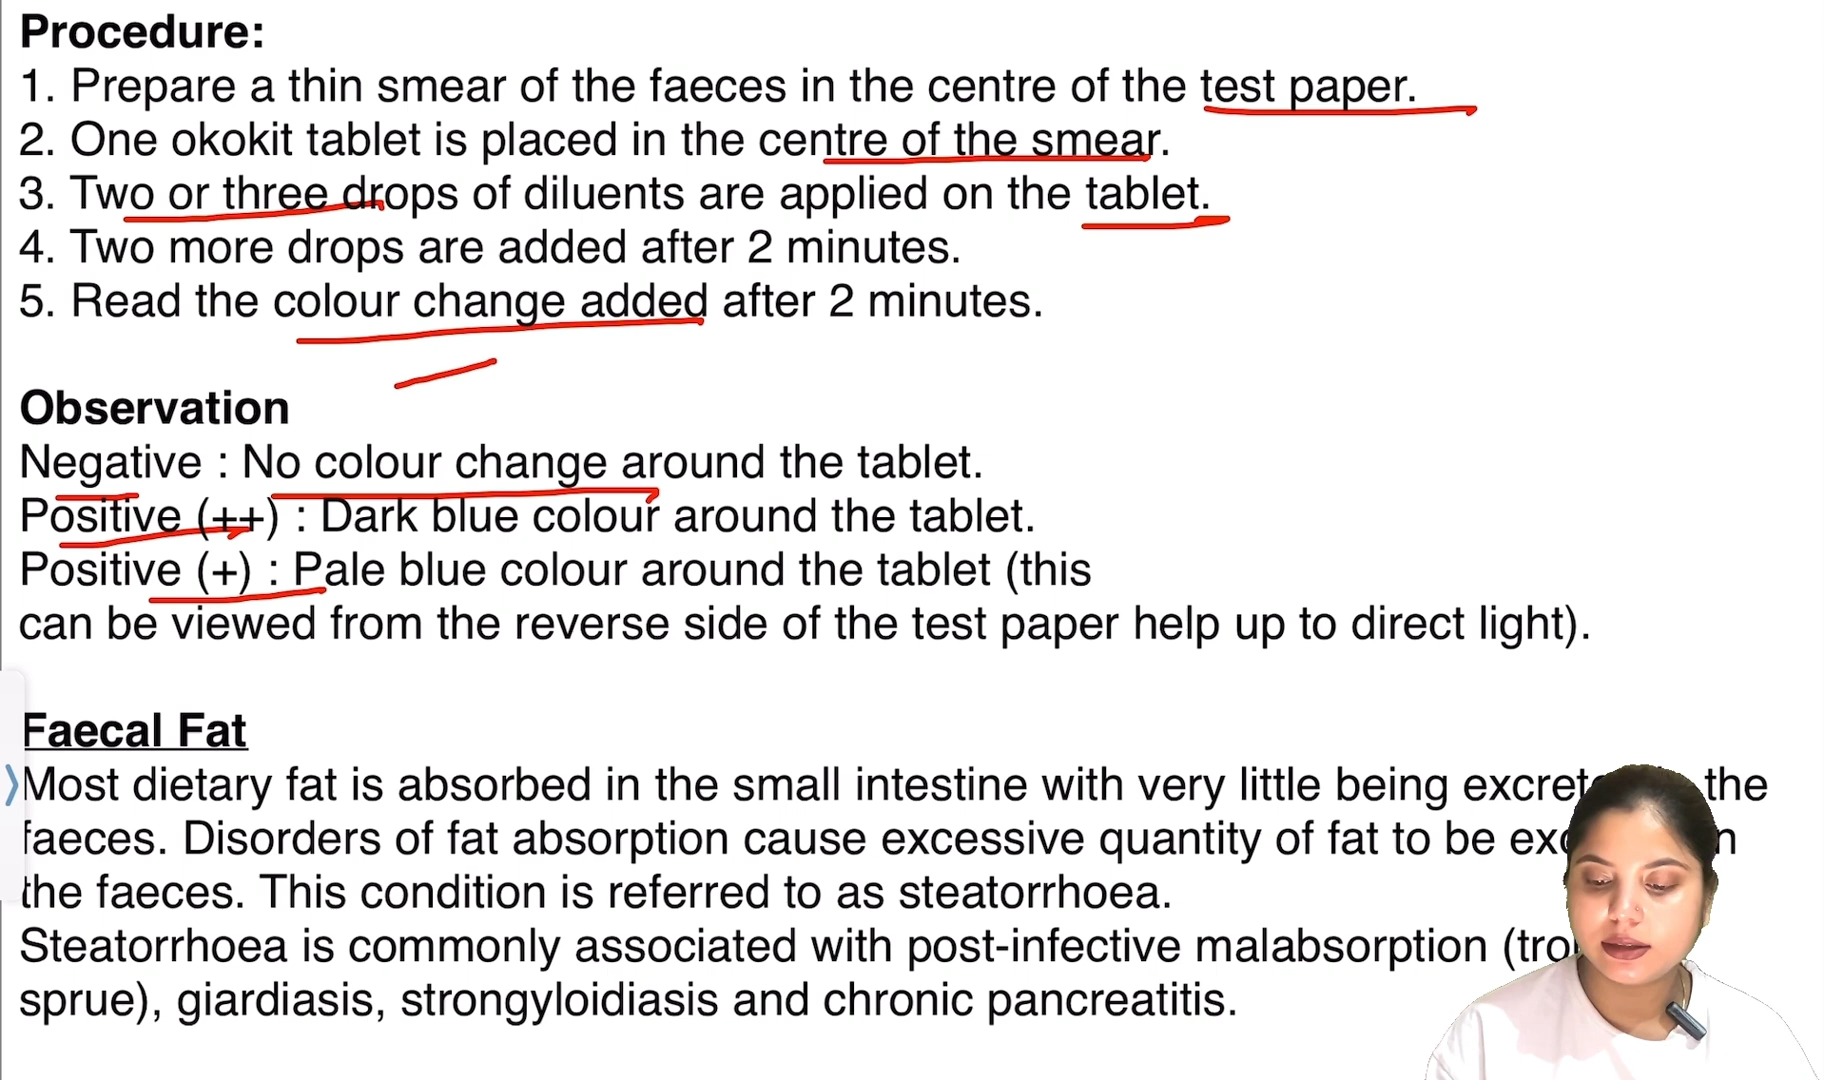 Procedure:
1. Prepare a thin smear of the faeces in the centre of the test paper.
2. One okokit tablet is placed in the centre of the smear.
3. Two or three drops of diluents are applied on the tablet.
4. Two more drops are added after 2 minutes.
5. Read the colour change added after 2 minutes.
Observation
Negative : No colour change around the tablet.
Positive (++) : Dark blue colour around the tablet.
Positive (+) : Pale blue colour around the tablet (this
can be viewed from the reverse side of the test paper help up to direct light).
Faecal Fat
Most dietary fat is absorbed in the small intestine with very little being the
faeces. Disorders of fat absorption cause excessive quantity of fat to be
the faeces. This condition is referred to as steatorrhoea.
Steatorrhoea is commonly associated with post-infective malabsorption
sprue), giardiasis, strongyloidiasis and chronic pancreatitis.